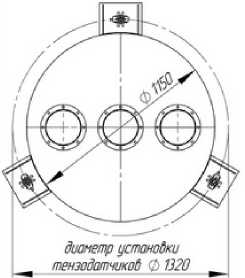 ∅ 1150
диаметр установки
тензодатчиков ∅ 1320